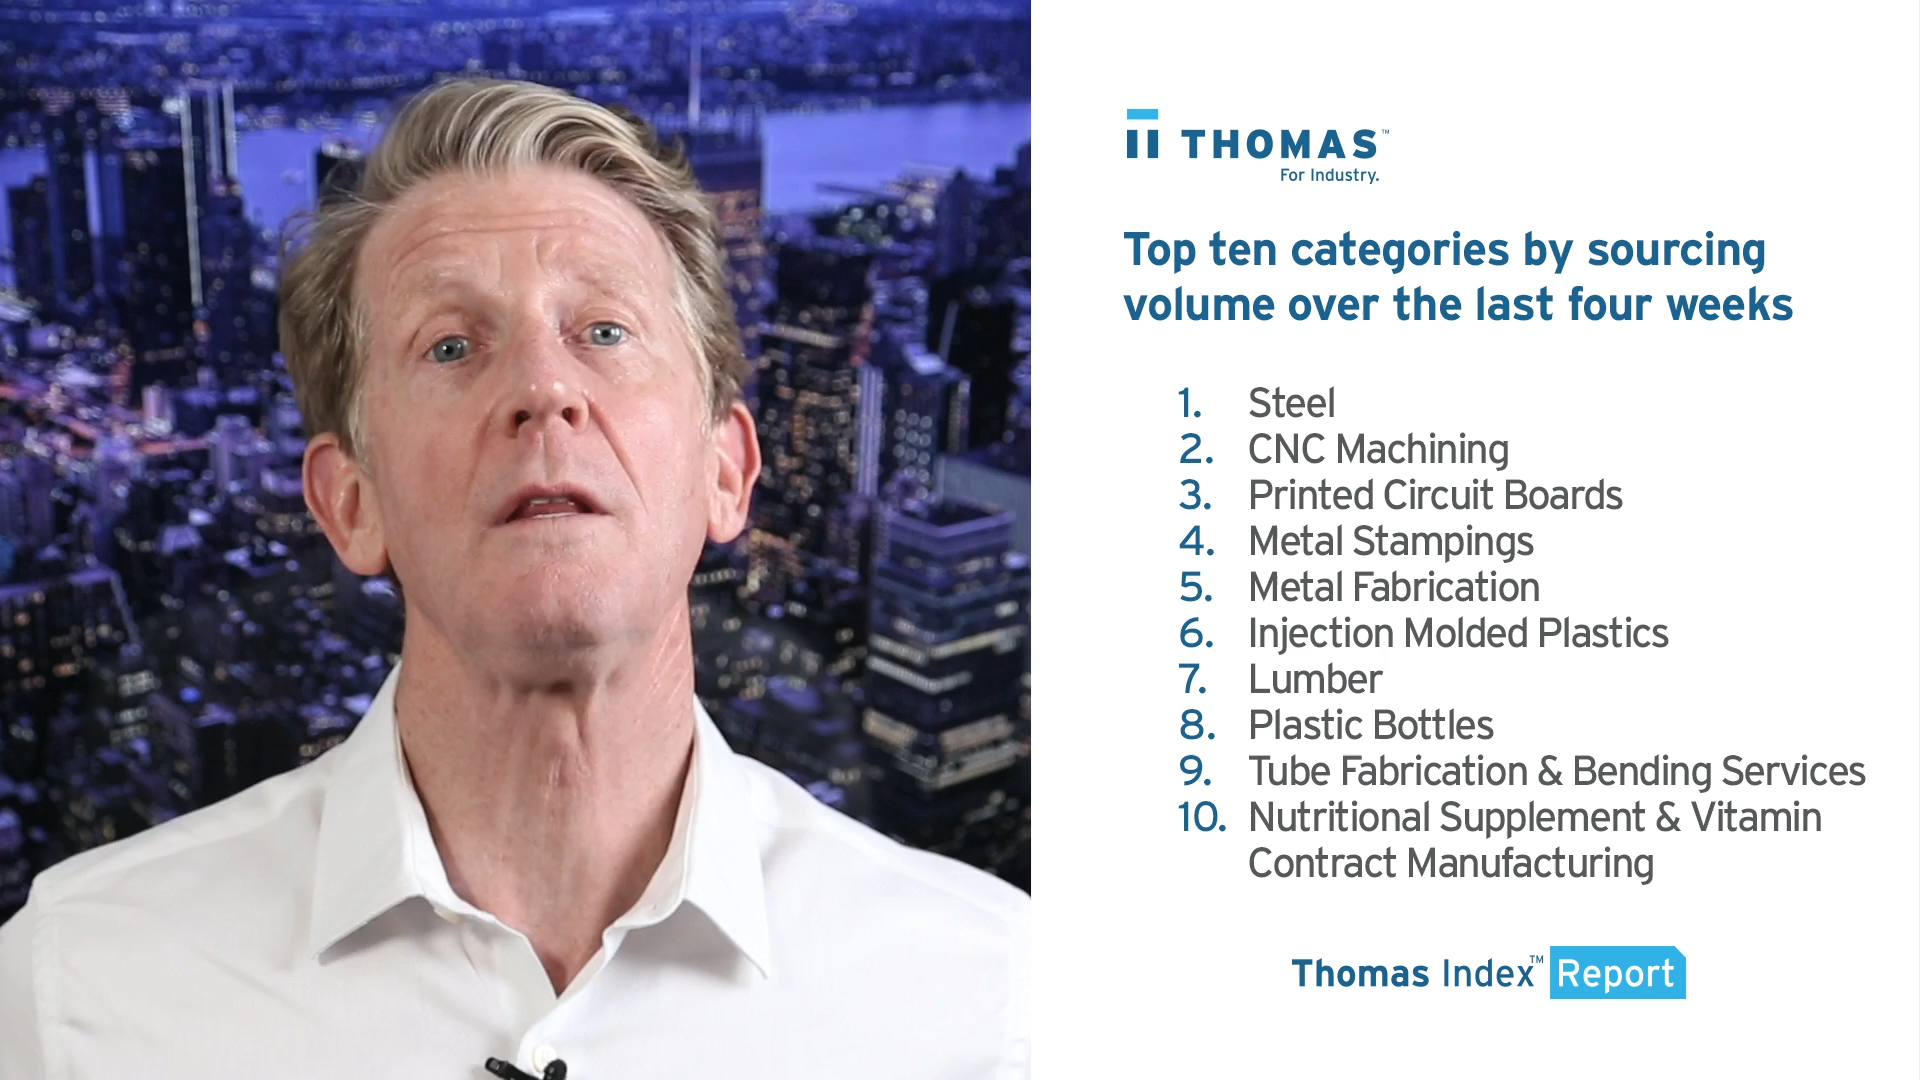 THOMAS™
For Industry.
Top ten categories by sourcing
volume over the last four weeks
1. Steel
2. CNC Machining
3. Printed Circuit Boards
4. Metal Stampings
5. Metal Fabrication
6. Injection Molded Plastics
7. Lumber
8. Plastic Bottles
9. Tube Fabrication & Bending Services
10. Nutritional Supplement & Vitamin
Contract Manufacturing
Thomas Index™ Report